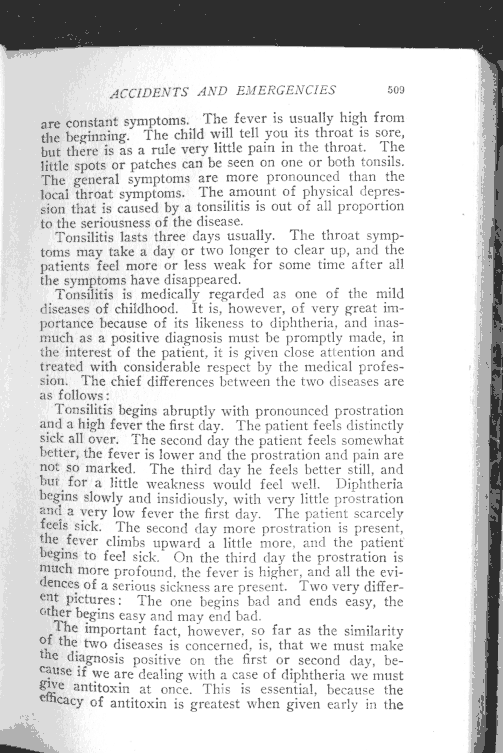 ACCIDENTS AND EMERGENCIES 509
are constant symptoms. The fever is usually high from
the beginning. The child will tell you its throat is sore,
but there is as a rule very little pain in the throat. The
little spots or patches can be seen on one or both tonsils.
The general symptoms are more pronounced than the
local throat symptoms. The amount of physical depres-
sion that is caused by a tonsilitis is out of all proportion
to the seriousness of the disease.
Tonsilitis lasts three days usually. The throat symp-
toms may take a day or two longer to clear up, and the
patients feel more or less weak for some time after all
the symptoms have disappeared.
Tonsilitis is medically regarded as one of the mild
diseases of childhood. It is, however, of very great im-
portance because of its likeness to diphtheria, and inas-
much as a positive diagnosis must be promptly made, in
the interest of the patient, it is given close attention and
treated with considerable respect by the medical profes-
sion. The chief differences between the two diseases are
as follows:
Tonsilitis begins abruptly with pronounced prostration
and a high fever the first day. The patient feels distinctly
sick all over. The second day the patient feels somewhat
better, the fever is lower and the prostration and pain are
not so marked. The third day he feels better still, and
but for a little weakness would feel well. Diphtheria
begins slowly and insidiously, with very little prostration
and a very low fever the first day. The patient scarcely
feels sick. The second day more prostration is present,
the fever climbs upward a little more, and the patient
begins to feel sick. On the third day the prostration is
much more profound, the fever is higher, and all the evi-
dences of a serious sickness are present. Two very differ-
ent pictures: The one begins bad and ends easy, the
other begins easy and may end bad.
The important fact, however, so far as the similarity
of the two diseases is concerned, is, that we must make
the diagnosis positive on the first or second day, be-
cause if we are dealing with a case of diphtheria we must
give antitoxin at once. This is essential, because the
efficacy of antitoxin is greatest when given early in the